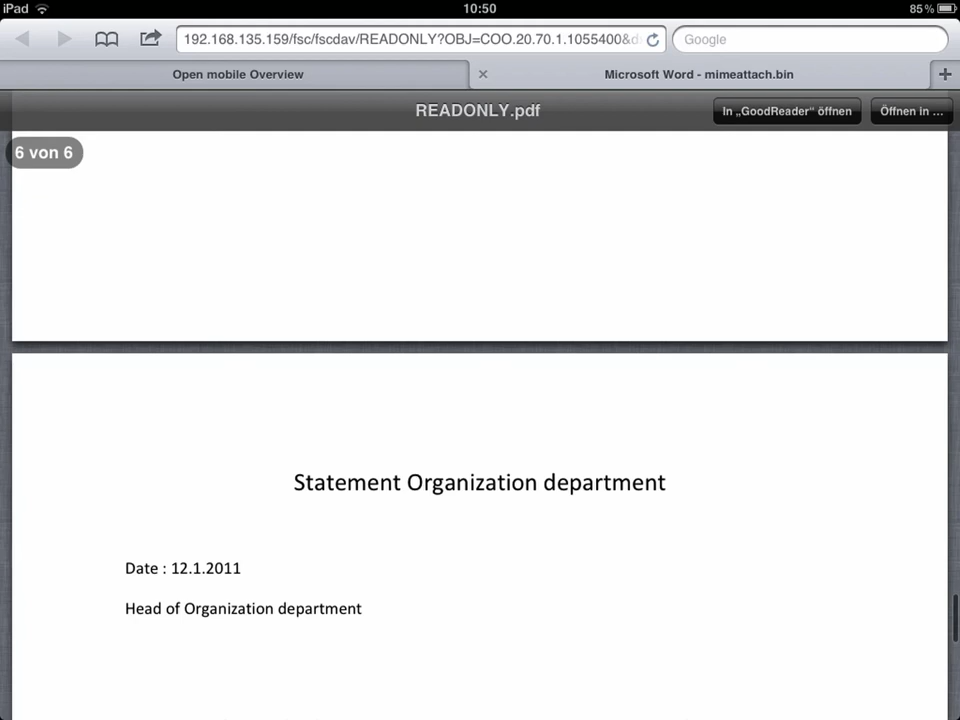 iPad 10:50 85%
192.168.135.159/fsc/fscdav/READONLY?OBJ=COO.20.70.1.1055400&d Google
Open mobile Overview Microsoft Word - mimeattach.bin
READONLY.pdf In „GoodReader“ öffnen Öffnen in ...
6 von 6
Statement Organization department
Date : 12.1.2011
Head of Organization department